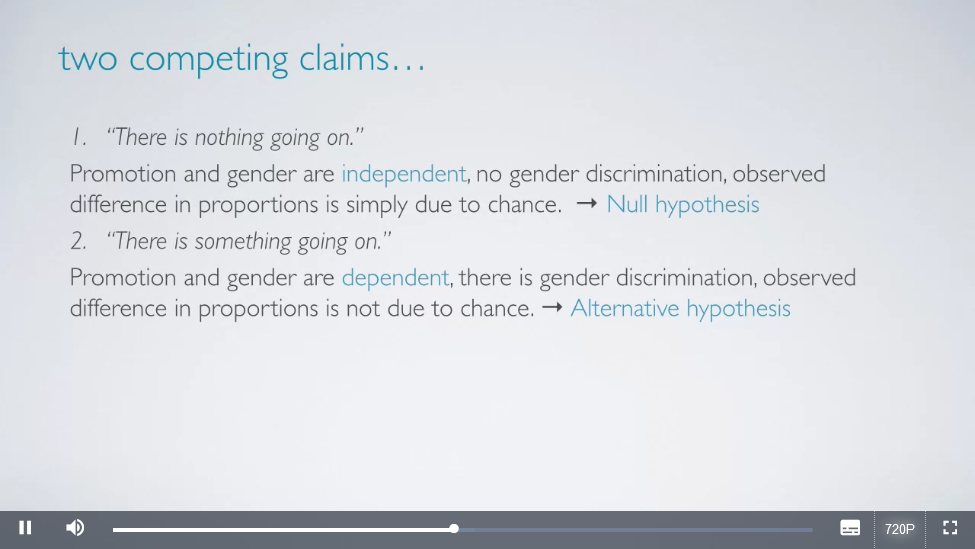 two competing claims…
1. “There is nothing going on.”
Promotion and gender are independent, no gender discrimination, observed
difference in proportions is simply due to chance. → Null hypothesis
2. “There is something going on.”
Promotion and gender are dependent, there is gender discrimination, observed
difference in proportions is not due to chance. → Alternative hypothesis
720P